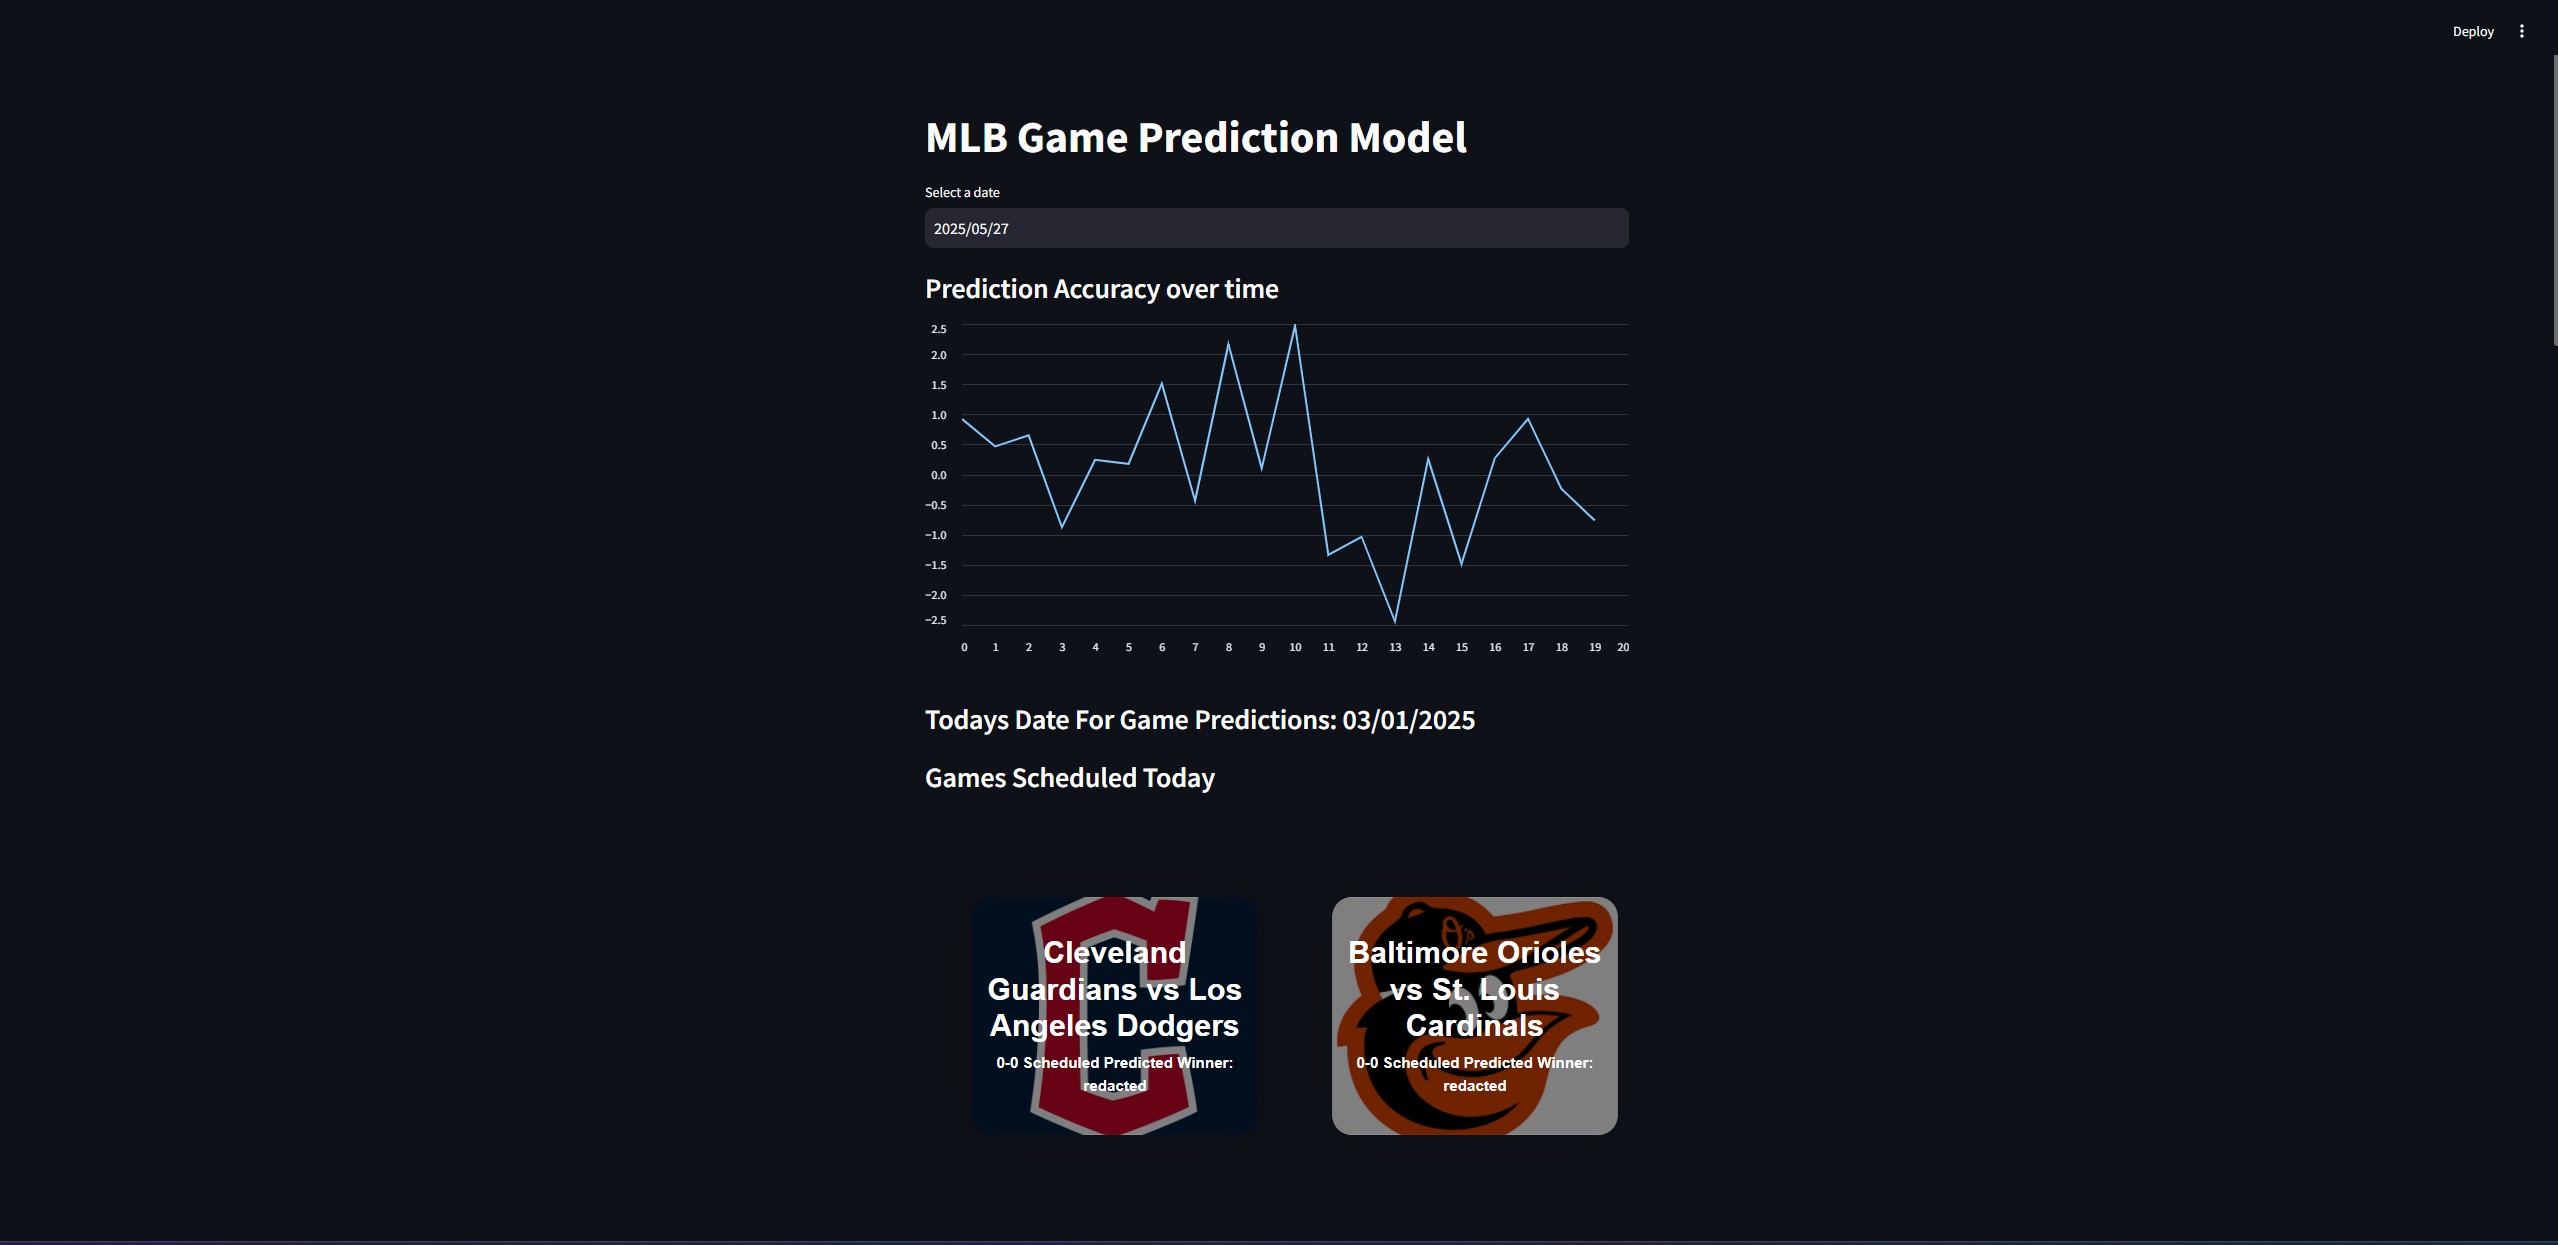 Deploy
MLB Game Prediction Model
Select a date
2025/05/27
Prediction Accuracy over time
2.5
2.0
1.5
1.0
0.5
0.0
−0.5
−1.0
−1.5
−2.0
−2.5
0 1 2 3 4 5 6 7 8 9 10 11 12 13 14 15 16 17 18 19 20
Todays Date For Game Predictions: 03/01/2025
Games Scheduled Today
Cleveland
Guardians vs Los
Angeles Dodgers
0-0 Scheduled Predicted Winner:
redacted
Baltimore Orioles
vs St. Louis
Cardinals
0-0 Scheduled Predicted Winner:
redacted